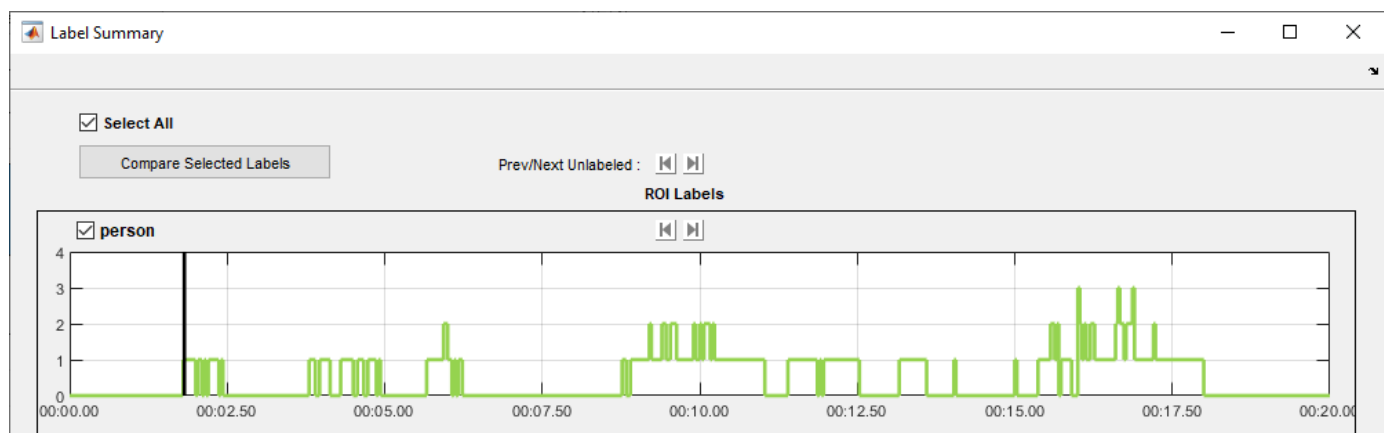 Label Summary
Select All
Compare Selected Labels
Prev/Next Unlabeled :
ROI Labels
person
4
3
2
1
0
00:00.00 00:02.50 00:05.00 00:07.50 00:10.00 00:12.50 00:15.00 00:17.50 00:20.00